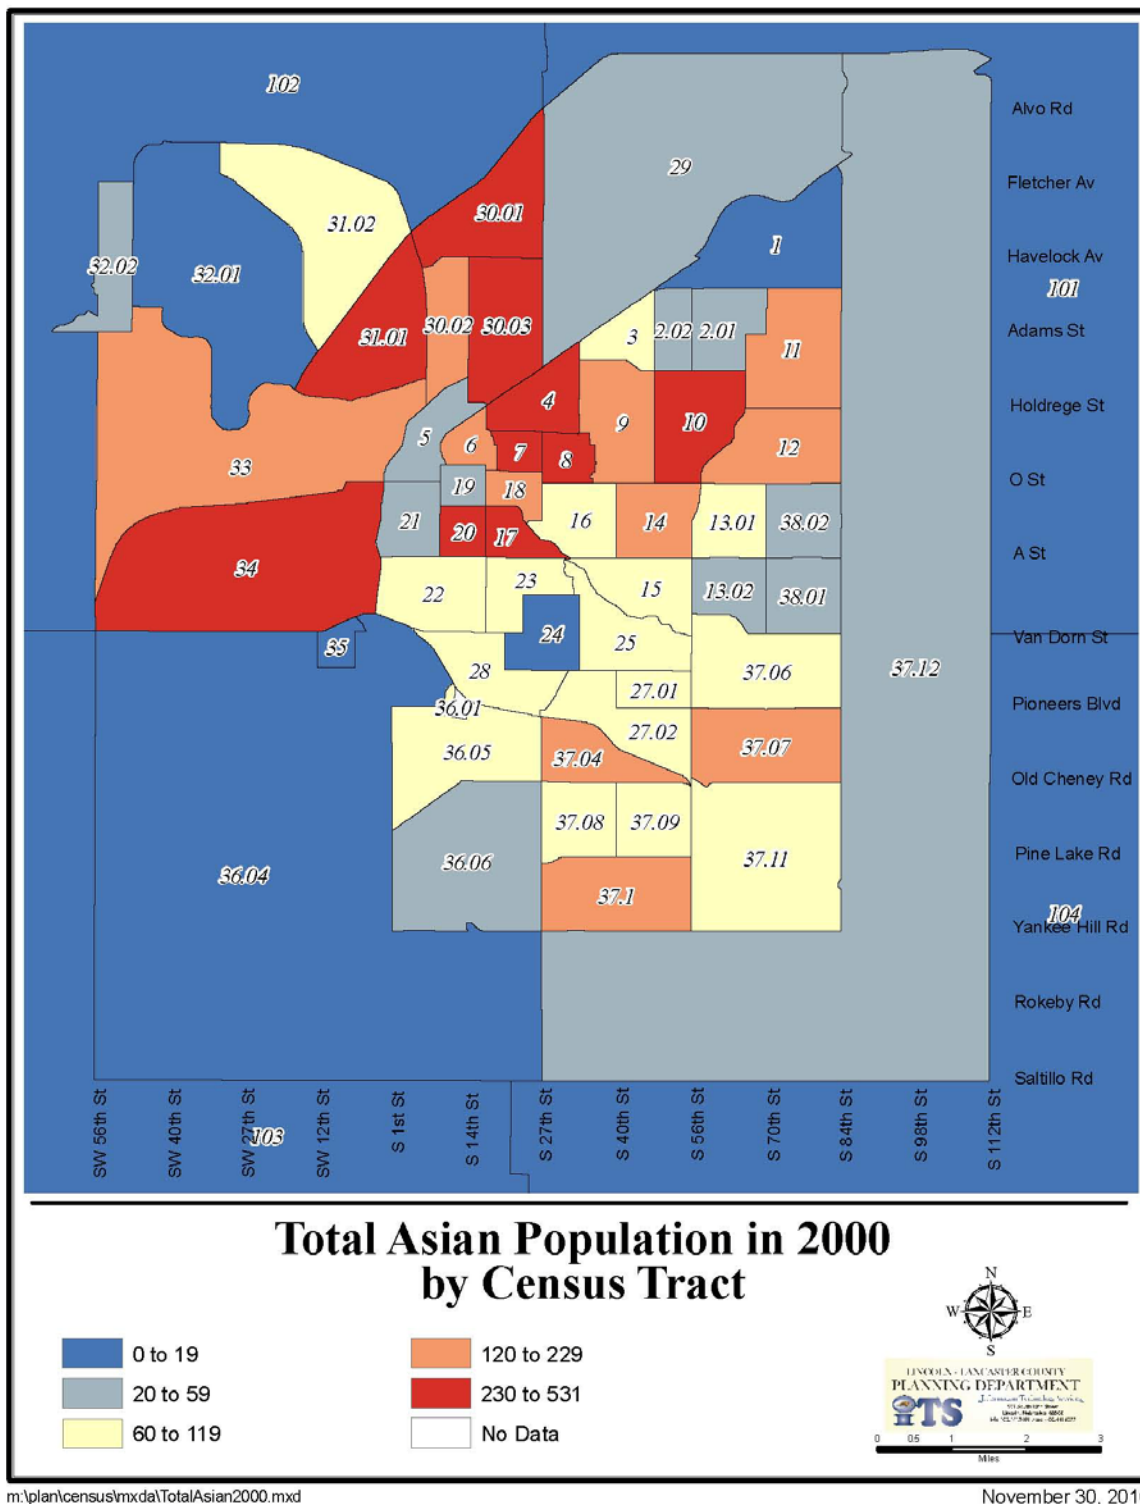 102
Alvo Rd
29
Fletcher Av
30.01
31.02
1
Havelock Av
32.02
32.01
101
31.01
30.02
30.03
3
2.02
2.01
Adams St
11
4
Holdrege St
9
10
5
6
7
8
12
33
O St
19
18
21
16
14
13.01
38.02
20
17
A St
34
22
23
15
13.02
38.01
24
25
Van Dorn St
35
28
37.06
37.12
27.01
36.01
Pioneers Blvd
27.02
36.05
37.04
37.07
Old Cheney Rd
37.08
37.09
37.11
Pine Lake Rd
36.06
36.04
37.1
104
Yankee Hill Rd
Rokeby Rd
Saltillo Rd
SW 56th St
SW 40th St
SW 27th St
SW 12th St
S 1st St
S 14th St
S 27th St
S 40th St
S 56th St
S 70th St
S 84th St
S 98th St
S 112th St
103
Total Asian Population in 2000
by Census Tract
N
W E
S
0 to 19
120 to 229
20 to 59
230 to 531
60 to 119
No Data
LINCOLN - LANCASTER COUNTY
PLANNING DEPARTMENT
ITS
Information Technology Services
0 0.5 1 2 3
Miles
m:\plan\census\mxda\TotalAsian2000.mxd
November 30, 201